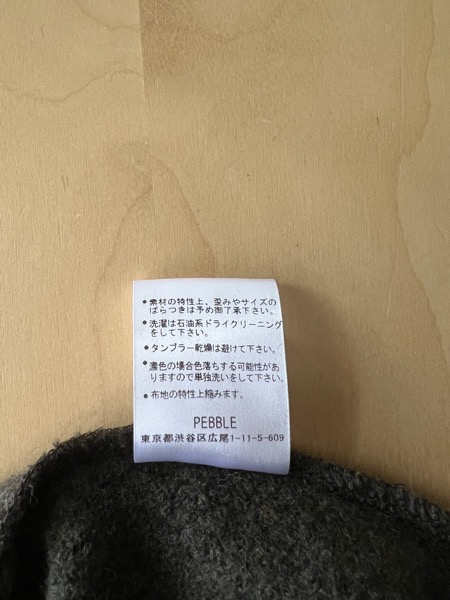 ●素材の特性上、歪みやサイズの
ばらつきは予め御了承下さい。
●洗濯は石油系ドライクリーニング
をして下さい。
●タンブラー乾燥は避けて下さい。
●濃色の場合色落ちする可能性があ
りますので単独洗いをして下さい。
●布地の特性上縮みます。
PEBBLE
東京都渋谷区広尾1-11-5-609